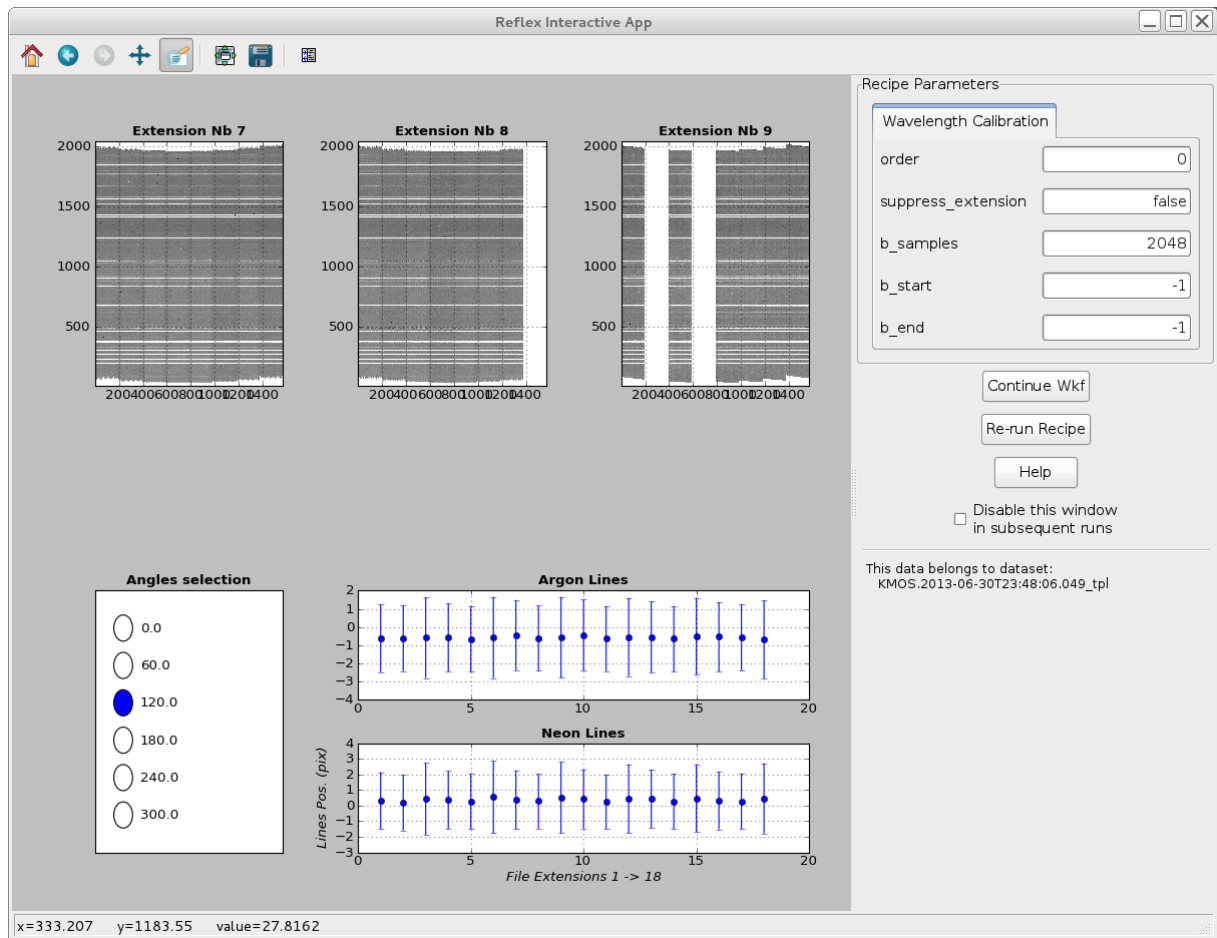 Reflex Interactive App
Extension Nb 7
2000
1500
1000
500
200400600800100012001400
Extension Nb 8
2000
1500
1000
500
200400600800100012001400
Extension Nb 9
2000
1500
1000
500
200400600800100012001400
Angles selection
0.0
60.0
120.0
180.0
240.0
300.0
Argon Lines
2
1
0
−1
−2
−3
−4
0 5 10 15 20
Neon Lines
Lines Pos. (pix)
4
3
2
1
0
−1
−2
−3
0 5 10 15 20
File Extensions 1 -> 18
Recipe Parameters
Wavelength Calibration
order 0
suppress_extension false
b_samples 2048
b_start -1
b_end -1
Continue Wkf
Re-run Recipe
Help
Disable this window
in subsequent runs
This data belongs to dataset:
KMOS.2013-06-30T23:48:06.049_tpl
x=333.207 y=1183.55 value=27.8162